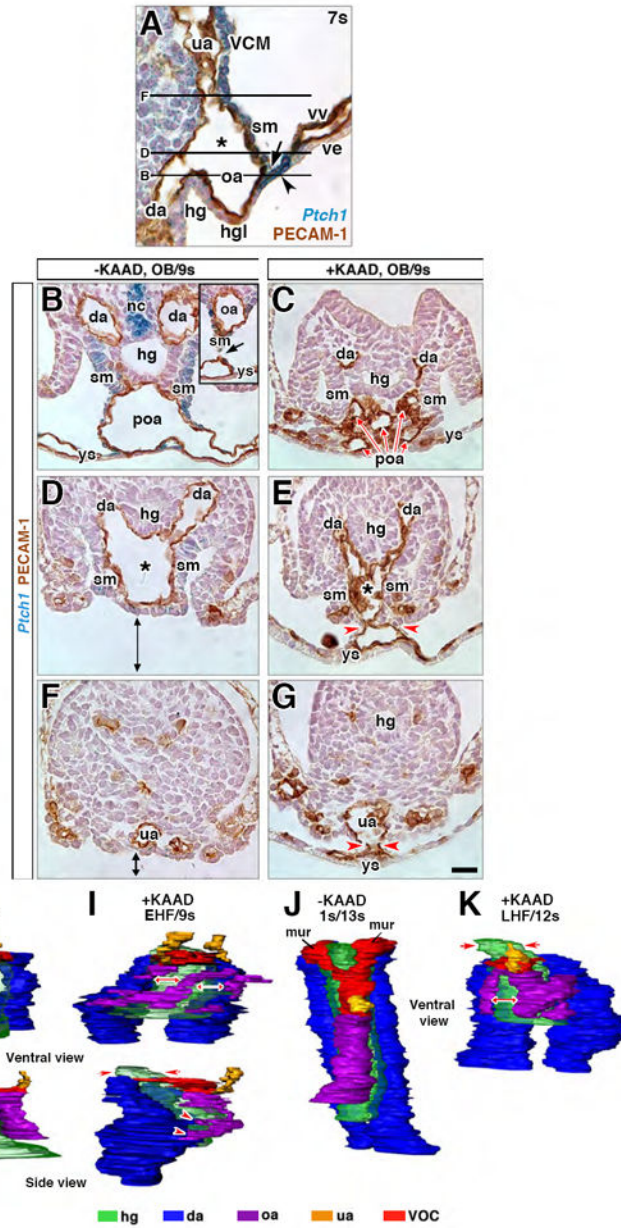 A
7s
ua
VCM
F
sm
vv
*
D
ve
B
oa
da
hg
hgl
Ptch1
PECAM-1
-KAAD, OB/9s
+KAAD, OB/9s
Ptch1 PECAM-1
B
nc
da
da
oa
hg
sm
ys
sm
sm
poa
ys
C
da
da
hg
sm
sm
ys
poa
D
da
da
hg
*
sm
sm
E
da
da
hg
*
sm
sm
ys
F
ua
G
hg
ua
ys
I
+KAAD
EHF/9s
J
-KAAD
1s/13s
mur
mur
K
+KAAD
LHF/12s
Ventral
view
Ventral view
Side view
hg da oa ua VOC